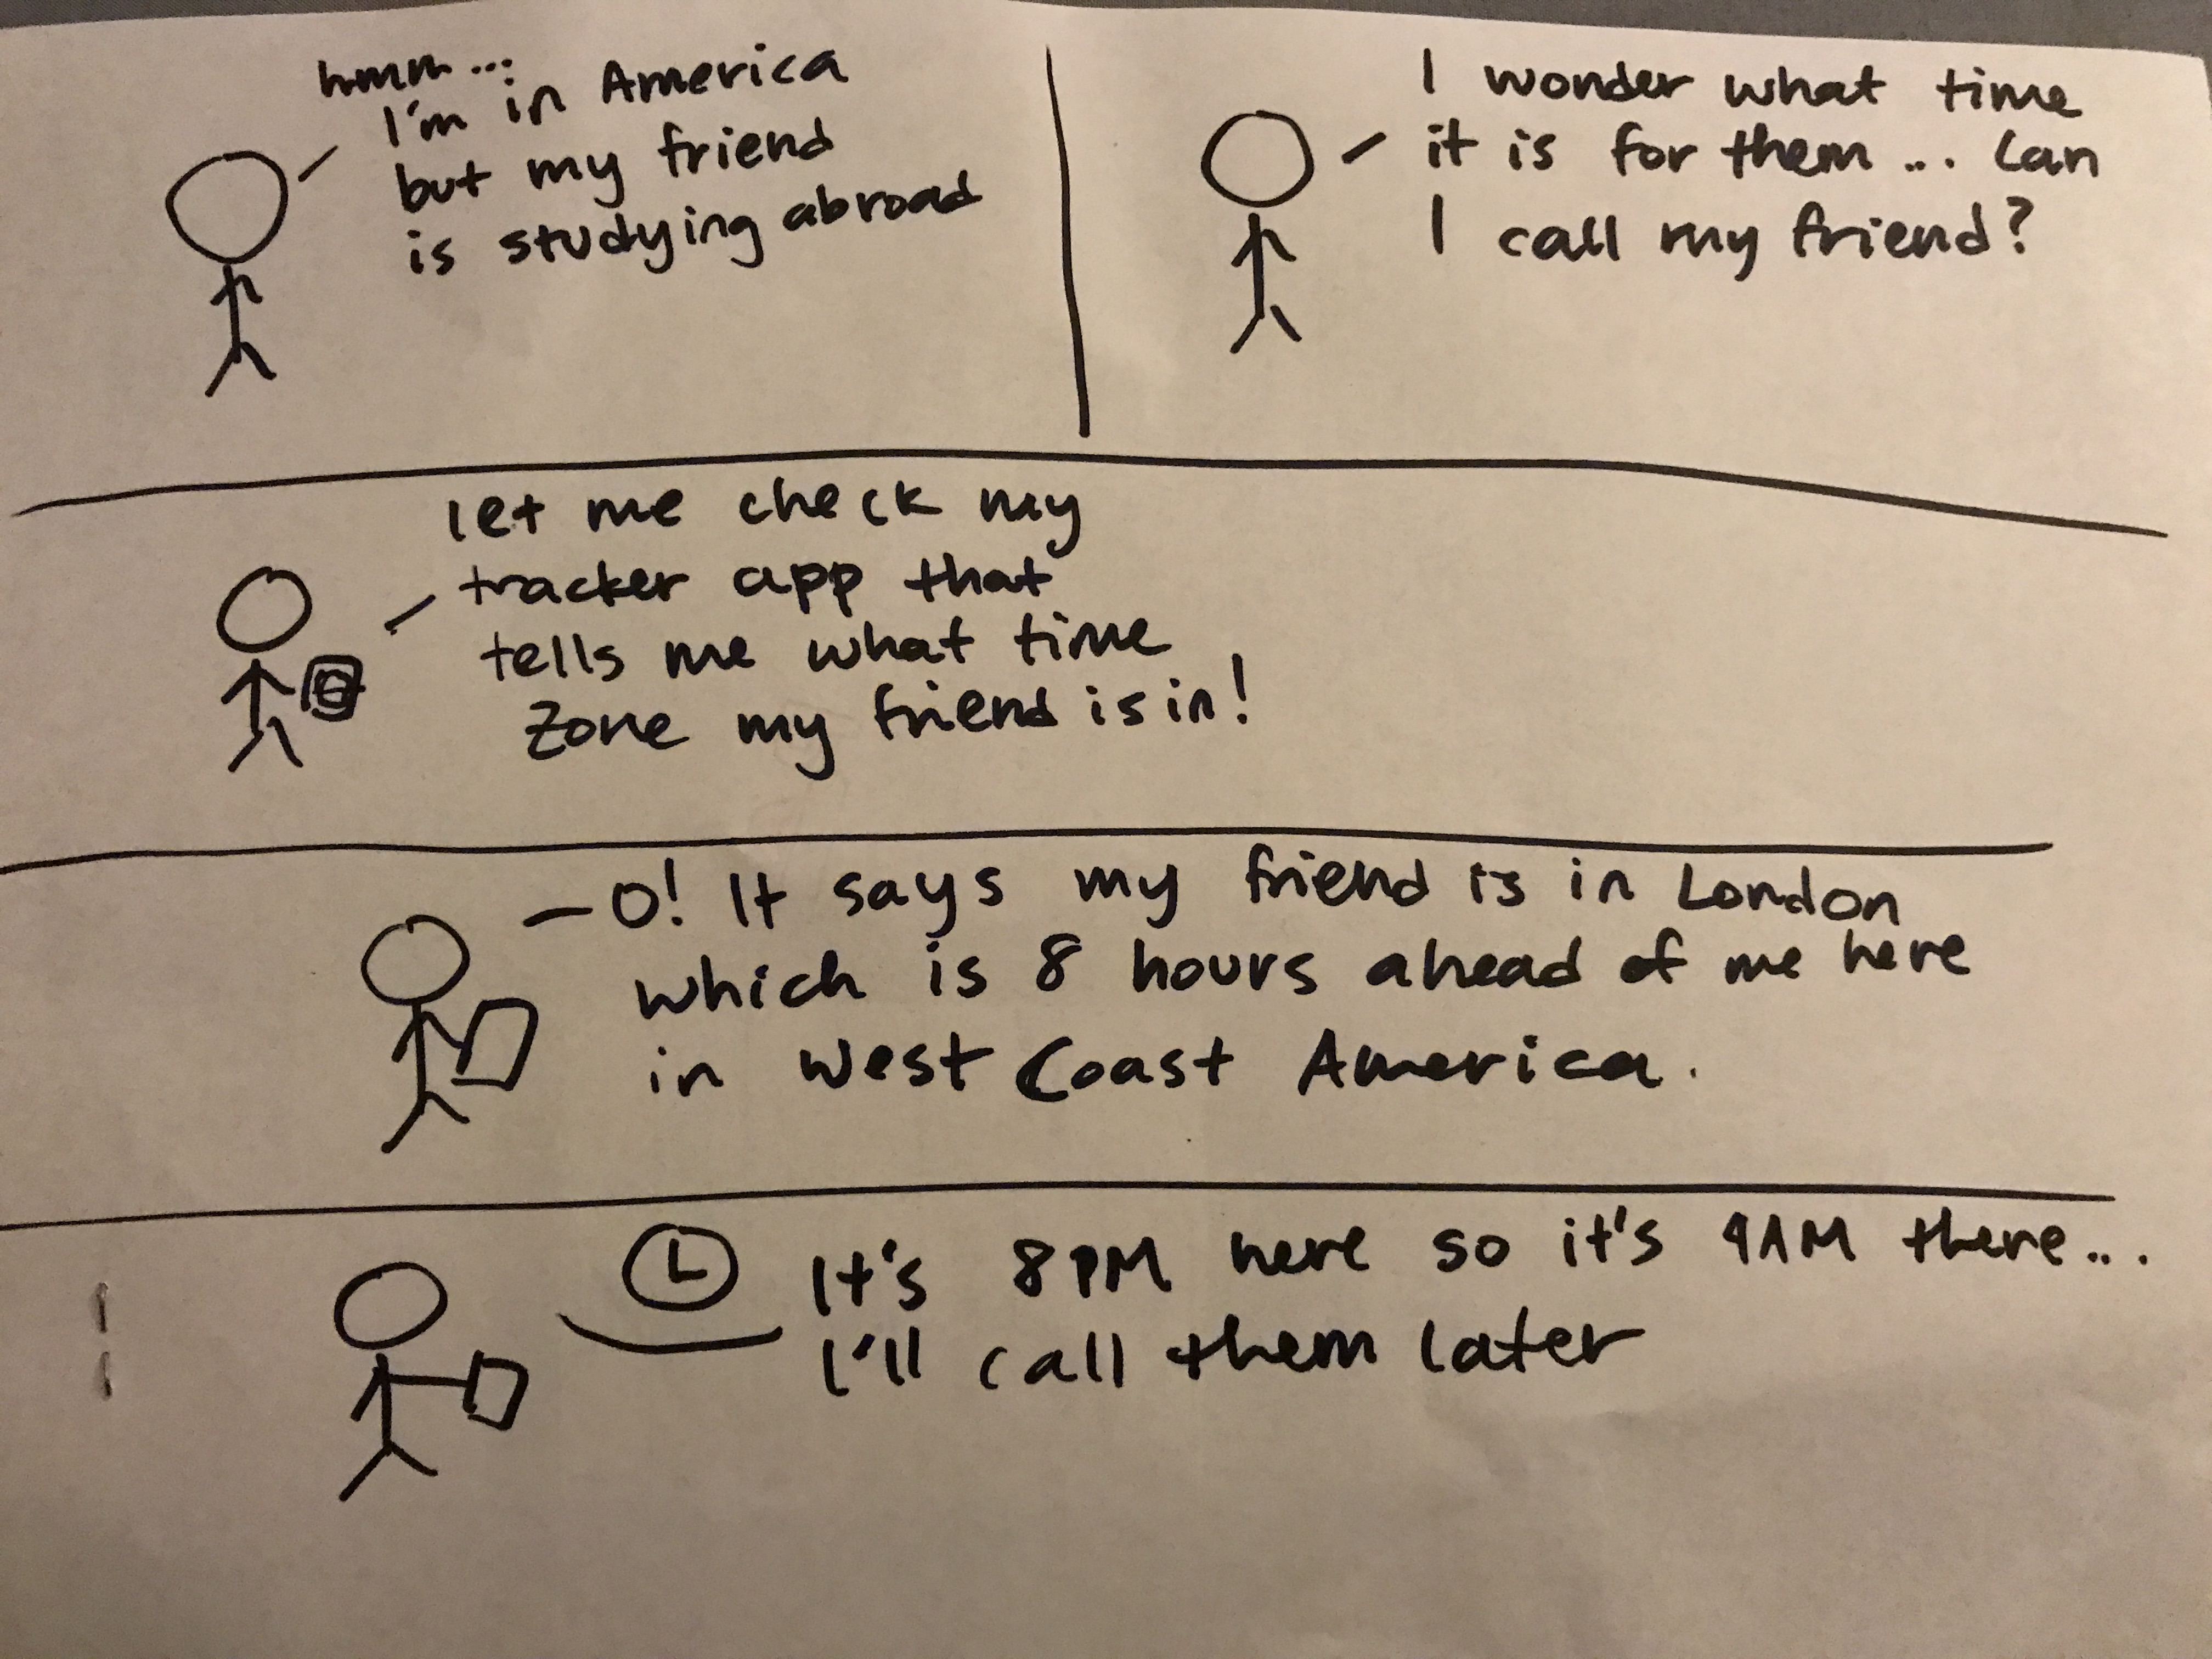 hmm...
I'm in America
but my friend
is studying abroad
I wonder what time
it is for them... Can
I call my friend?
let me check my
tracker app that
tells me what time
zone my friend is in!
O! It says my friend is in London
which is 8 hours ahead of me here
in West Coast America.
It's 8PM here so it's 4AM there...
I'll call them later